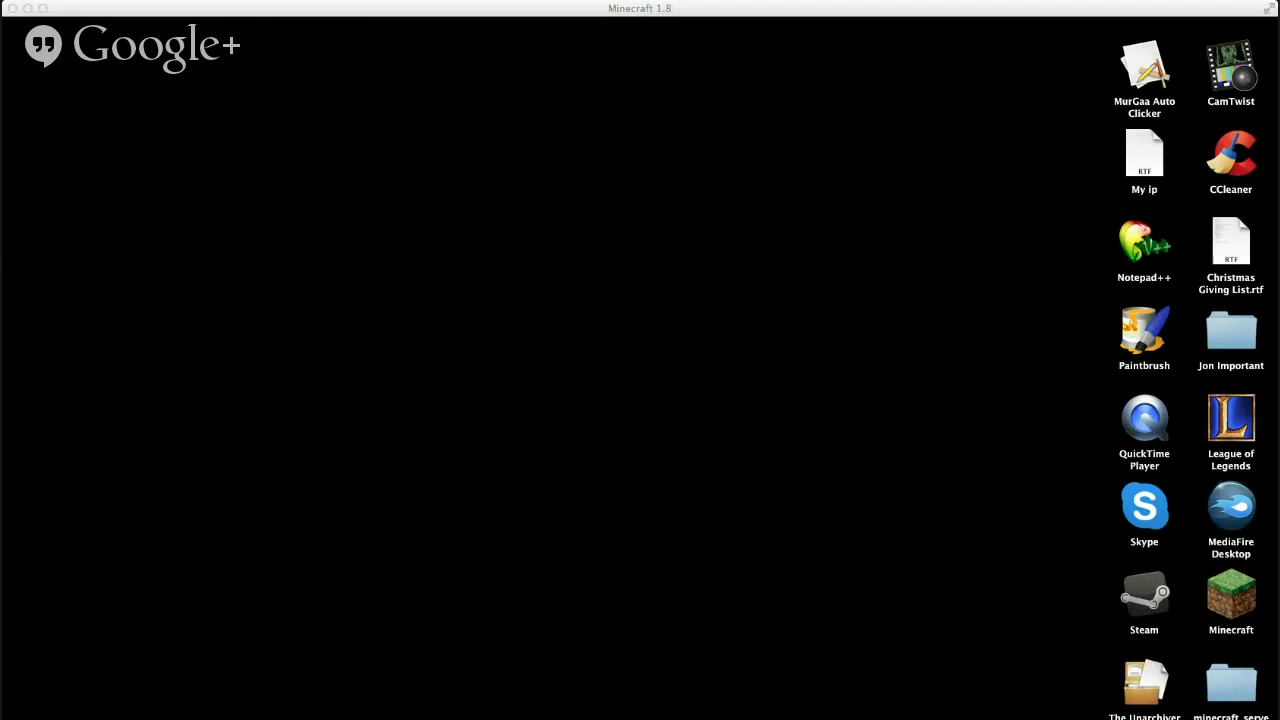 Minecraft 1.8
Google+
MurGaa Auto
Clicker
CamTwist
RTF
My ip
CCleaner
V++
Notepad++
RTF
Christmas
Giving List.rtf
Paintbrush
Jon Important
QuickTime
Player
L
League of
Legends
S
Skype
MediaFire
Desktop
Steam
Minecraft
The Unarchiver
minecraft_serve